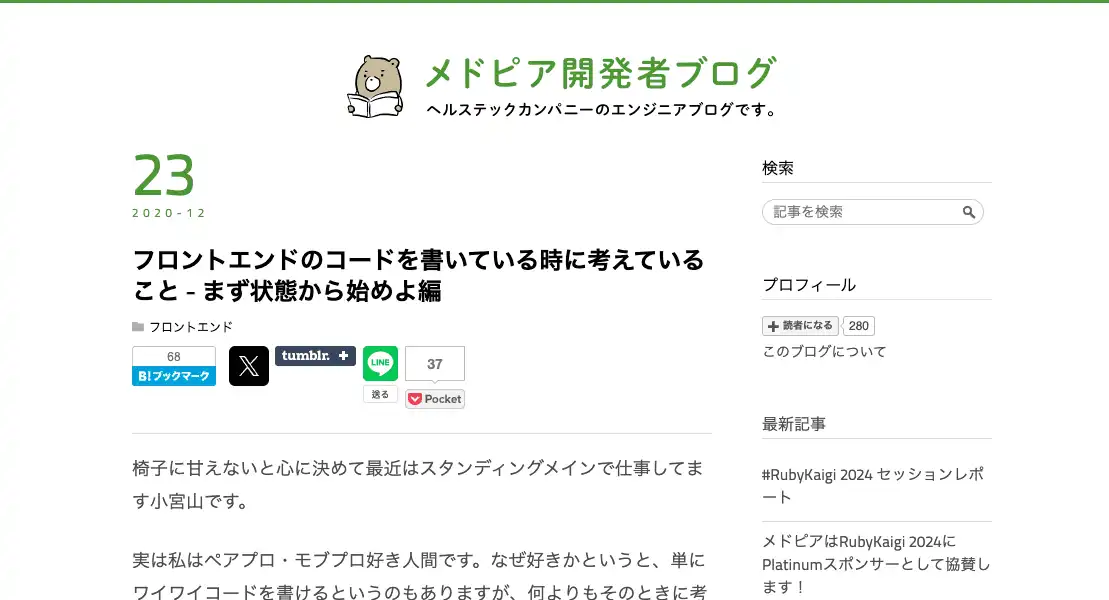 メドピア開発者ブログ
ヘルステックカンパニーのエンジニアブログです。
23
2020-12
フロントエンドのコードを書いている時に考えている
こと - まず状態から始めよ編
フロントエンド
68
B!ブックマーク
tumblr. +
LINE
送る
37
Pocket
椅子に甘えないと心に決めて最近はスタンディングメインで仕事してま
す小宮山です。
実は私はペアプロ・モブプロ好き人間です。なぜ好きかというと、単に
ワイワイコードを書けるというのもありますが、何よりもそのときに考
検索
記事を検索
プロフィール
読者になる 280
このブログについて
最新記事
#RubyKaigi 2024 セッションレポ
ート
メドピアはRubyKaigi 2024に
Platinumスポンサーとして協賛し
ます！